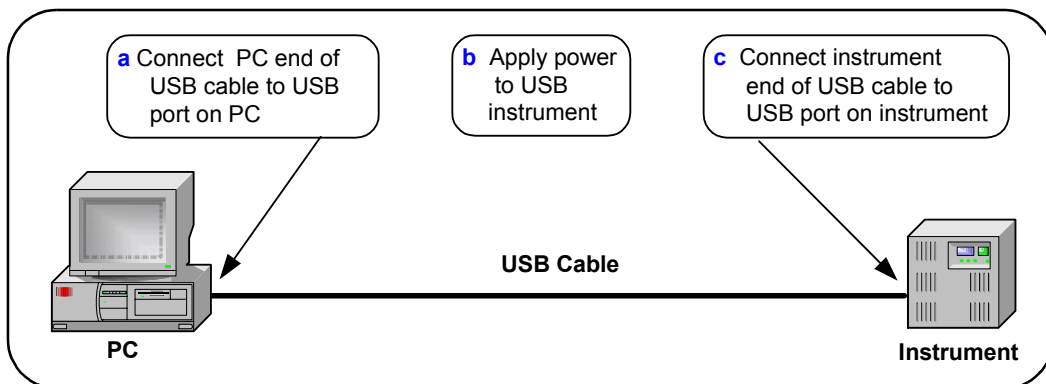 a Connect PC end of
USB cable to USB
port on PC
b Apply power
to USB
instrument
c Connect instrument
end of USB cable to
USB port on instrument
USB Cable
PC
Instrument